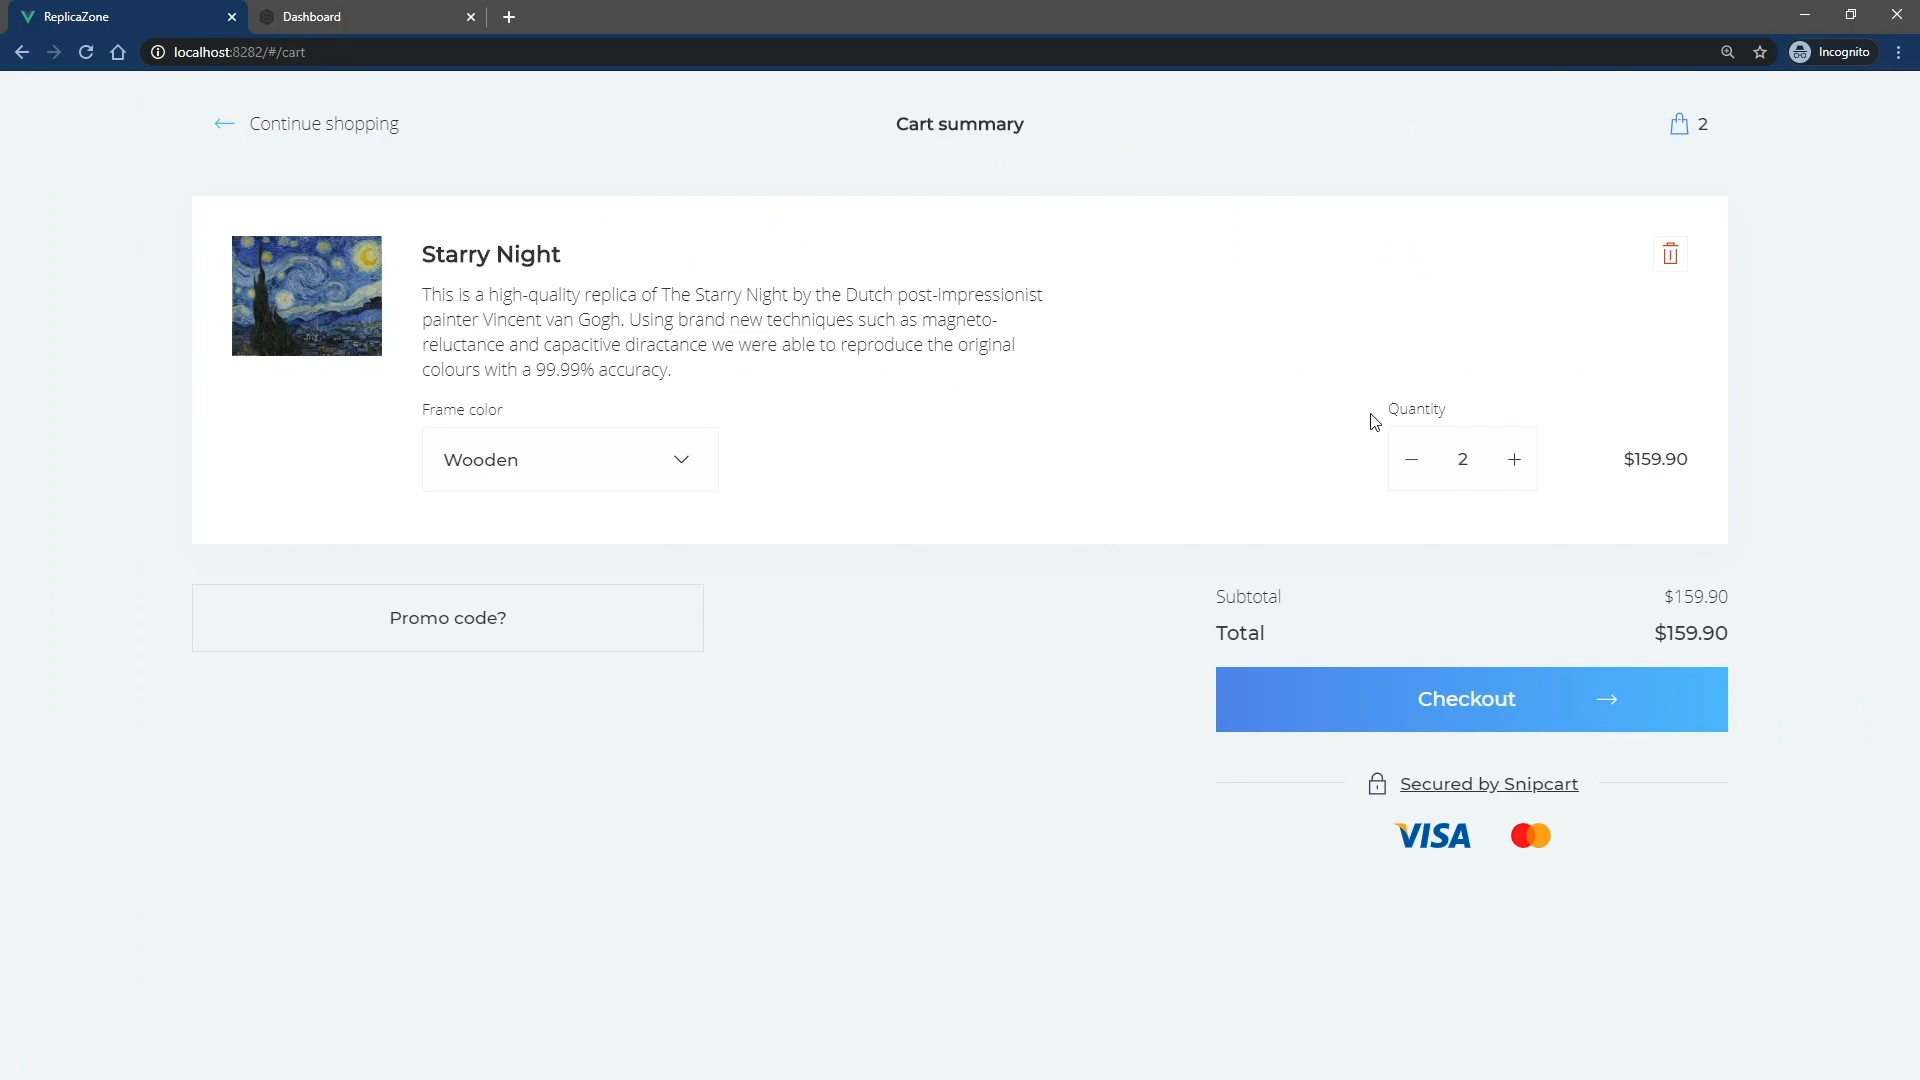 ReplicaZone
Dashboard
localhost:8282/#/cart
Incognito
Continue shopping
Cart summary
2
Starry Night
This is a high-quality replica of The Starry Night by the Dutch post-impressionist
painter Vincent van Gogh. Using brand new techniques such as magneto-
reluctance and capacitive diractance we were able to reproduce the original
colours with a 99.99% accuracy.
Frame color
Quantity
Wooden
− 2 +
$159.90
Promo code?
Subtotal
$159.90
Total
$159.90
Checkout
Secured by Snipcart
VISA